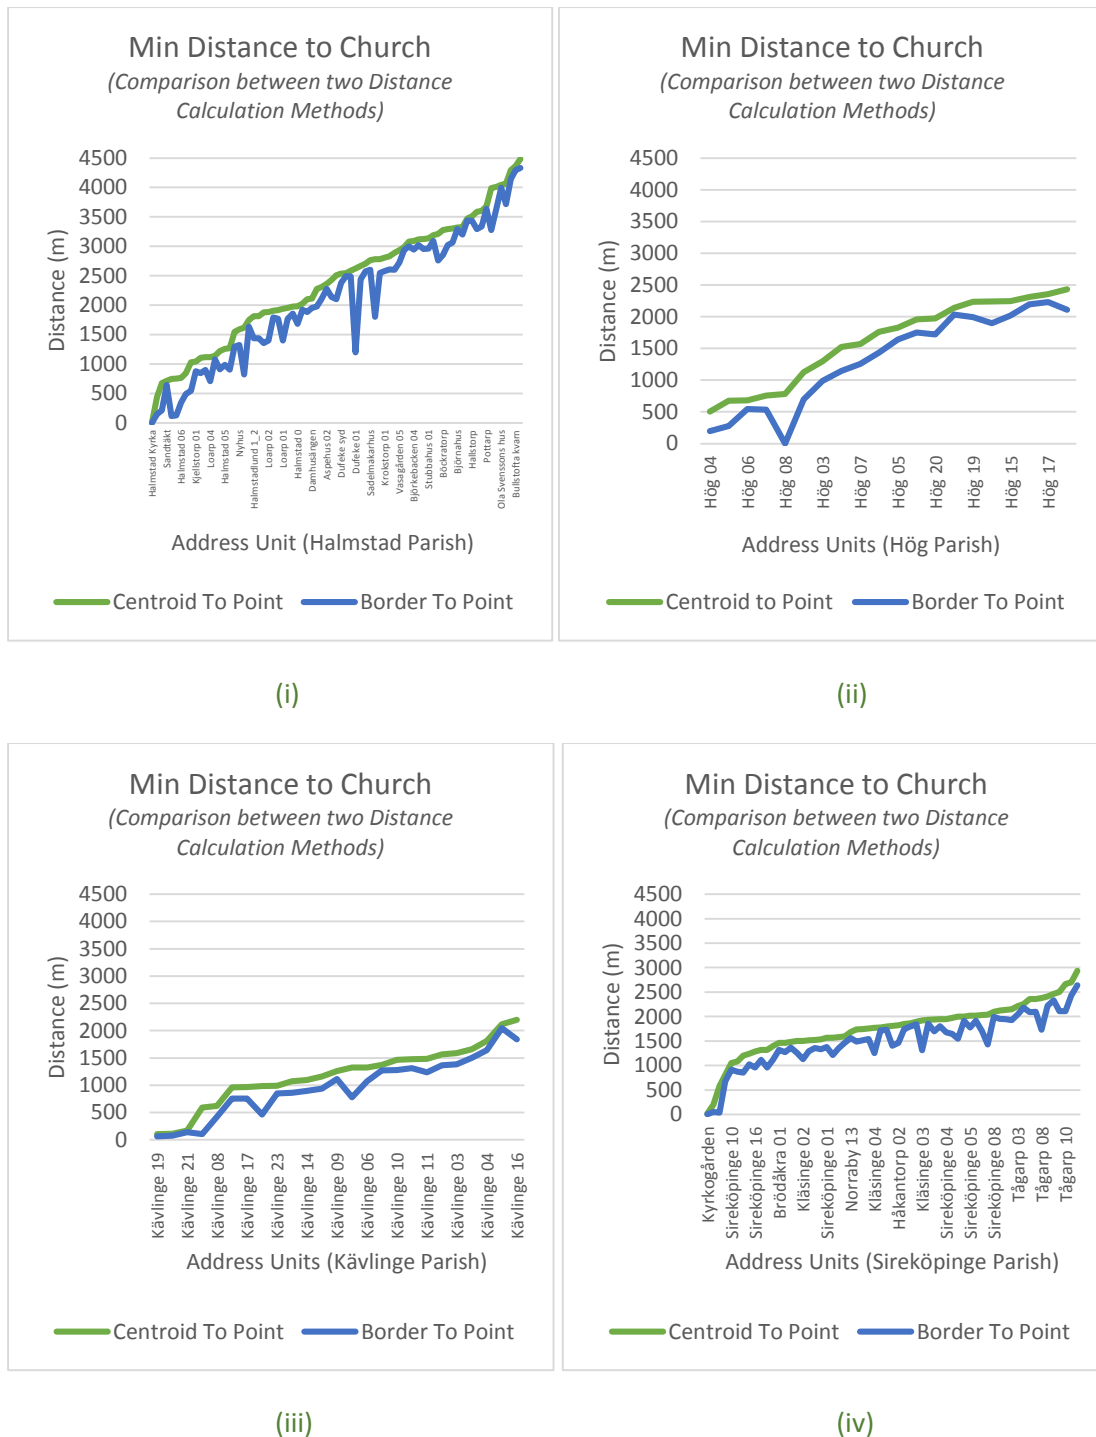 Min Distance to Church
(Comparison between two Distance
Calculation Methods)
4500
4000
3500
3000
2500
2000
1500
1000
500
0
Distance (m)
Halmstad Kyrka
Sandtäkt
Halmstad 06
Kjellstorp 01
Loarp 04
Halmstad 05
Nyhus
Halmstadlund 1_2
Loarp 02
Loarp 01
Halmstad 0
Damhusängen
Aspehus 02
Dufeke syd
Dufeke 01
Sadelmakarhus
Krokstorp 01
Vasagården 05
Björkebacken 04
Stubbahus 01
Böckratorp
Björnahus
Hallstorp
Pottarp
Ola Svenssons hus
Bullstofta kvarn
Address Unit (Halmstad Parish)
Centroid To Point
Border To Point
(i)
Min Distance to Church
(Comparison between two Distance
Calculation Methods)
4500
4000
3500
3000
2500
2000
1500
1000
500
0
Distance (m)
Hög 04
Hög 06
Hög 08
Hög 03
Hög 07
Hög 05
Hög 20
Hög 19
Hög 15
Hög 17
Address Units (Hög Parish)
Centroid to Point
Border To Point
(ii)
Min Distance to Church
(Comparison between two Distance
Calculation Methods)
4500
4000
3500
3000
2500
2000
1500
1000
500
0
Distance (m)
Kävlinge 19
Kävlinge 21
Kävlinge 08
Kävlinge 17
Kävlinge 23
Kävlinge 14
Kävlinge 09
Kävlinge 06
Kävlinge 10
Kävlinge 11
Kävlinge 03
Kävlinge 04
Kävlinge 16
Address Units (Kävlinge Parish)
Centroid To Point
Border To Point
(iii)
Min Distance to Church
(Comparison between two Distance
Calculation Methods)
4500
4000
3500
3000
2500
2000
1500
1000
500
0
Distance (m)
Kyrkogården
Sireköpinge 10
Sireköpinge 16
Brödåkra 01
Kläsinge 02
Sireköpinge 01
Norraby 13
Kläsinge 04
Håkantorp 02
Kläsinge 03
Sireköpinge 04
Sireköpinge 05
Sireköpinge 08
Tågarp 03
Tågarp 08
Tågarp 10
Address Units (Sireköpinge Parish)
Centroid To Point
Border To Point
(iv)